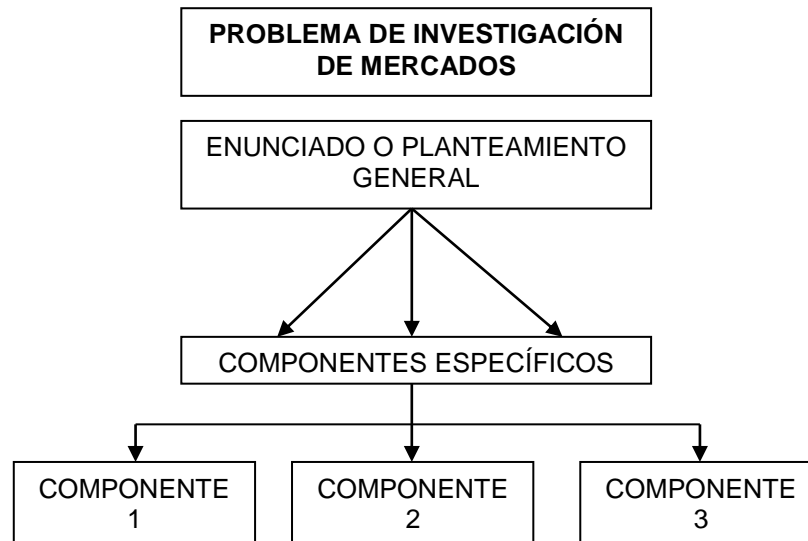 PROBLEMA DE INVESTIGACIÓN
DE MERCADOS
ENUNCIADO O PLANTEAMIENTO
GENERAL
COMPONENTES ESPECÍFICOS
COMPONENTE
1
COMPONENTE
2
COMPONENTE
3